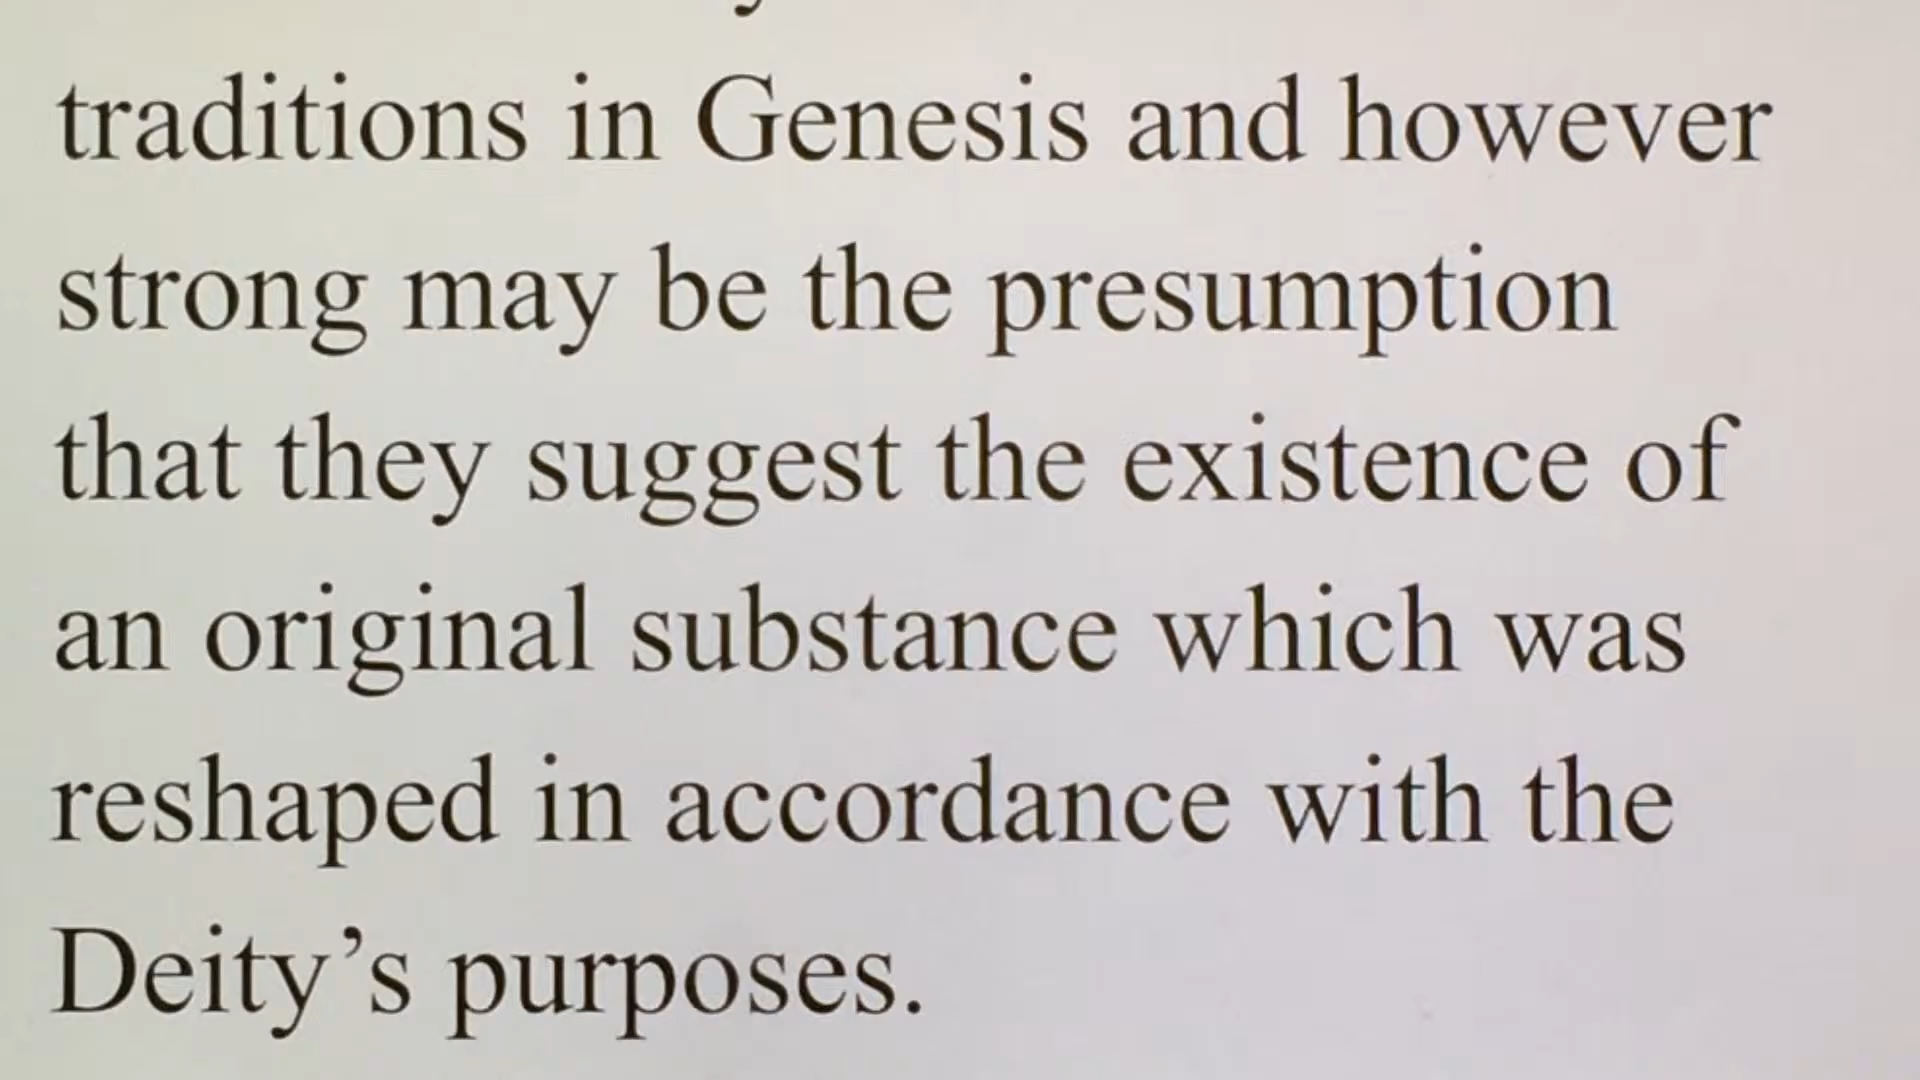 traditions in Genesis and however
strong may be the presumption
that they suggest the existence of
an original substance which was
reshaped in accordance with the
Deity’s purposes.